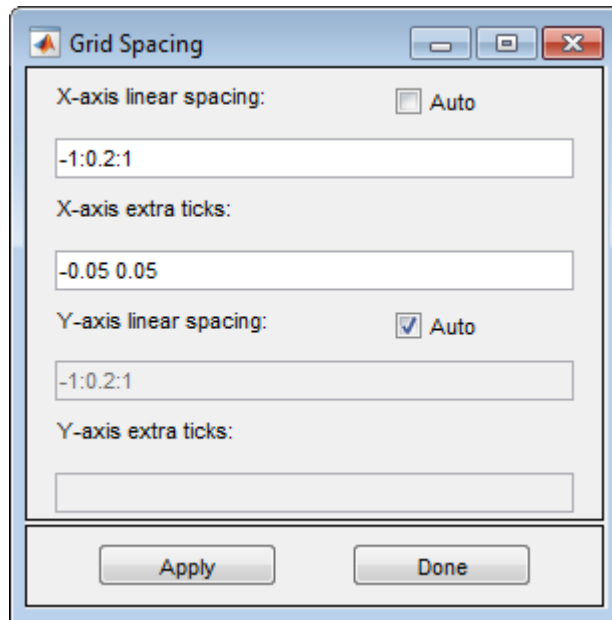 Grid Spacing
X-axis linear spacing:
Auto
-1:0.2:1
X-axis extra ticks:
-0.05 0.05
Y-axis linear spacing:
Auto
-1:0.2:1
Y-axis extra ticks:
Apply
Done